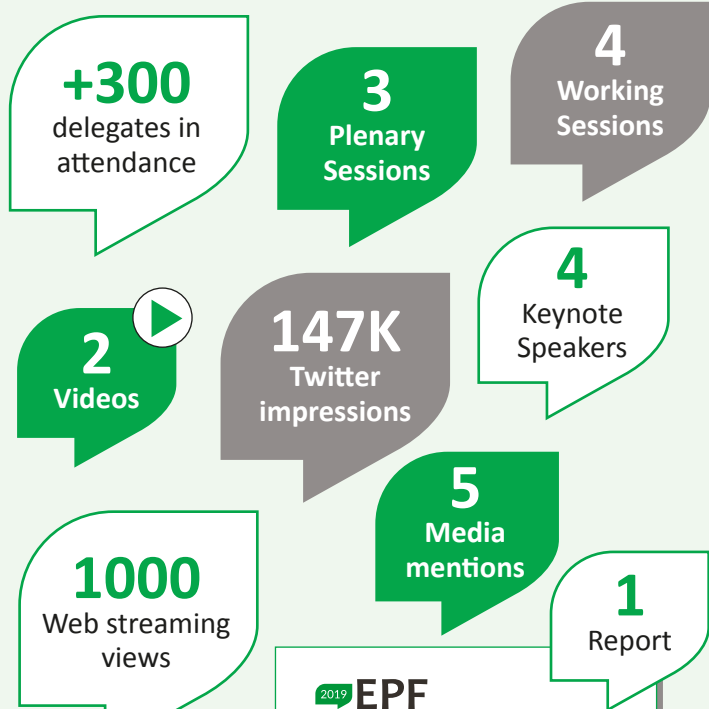 +300
delegates in
attendance
3
Plenary
Sessions
4
Working
Sessions
2
Videos
147K
Twitter
impressions
4
Keynote
Speakers
5
Media
mentions
1000
Web streaming
views
1
Report
2019 EPF